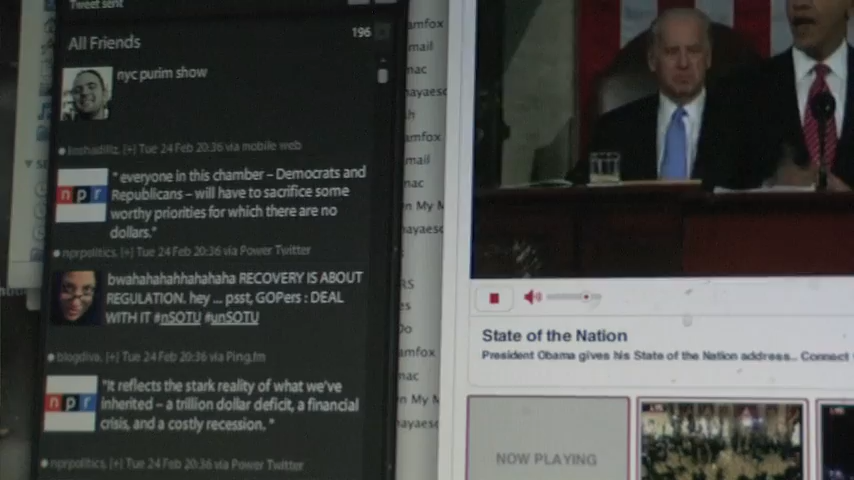 Tweet sent
All Friends
196
nyc purim show
[+] Tue 24 Feb 20:36 via mobile web
npr
" everyone in this chamber – Democrats and
Republicans – will have to sacrifice some
worthy priorities for which there are no
dollars."
nprpolitics, [+] Tue 24 Feb 20:36 via Power Twitter
bwahahahahhahahaha RECOVERY IS ABOUT
REGULATION. hey ... psst, GOPers : DEAL
WITH IT #nSOTU #unSOTU
blogdiva, [+] Tue 24 Feb 20:36 via Ping.fm
npr
"It reflects the stark reality of what we've
inherited – a trillion dollar deficit, a financial
crisis, and a costly recession. "
nprpolitics, [+] Tue 24 Feb 20:36 via Power Twitter
amfox
mail
mac
amfox
mail
mac
n My M
amfox
mac
n My M
State of the Nation
President Obama gives his State of the Nation address.. Connect
NOW PLAYING